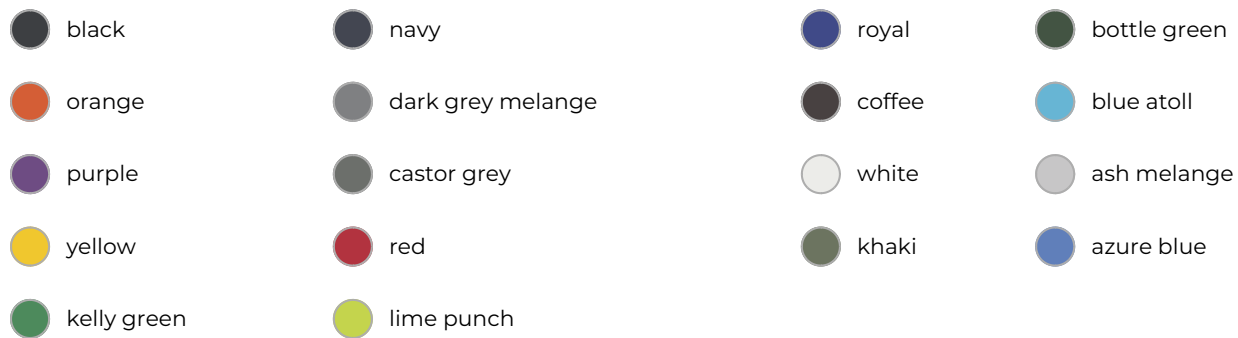 black
orange
purple
yellow
kelly green
navy
dark grey melange
castor grey
red
lime punch
royal
coffee
white
khaki
bottle green
blue atoll
ash melange
azure blue